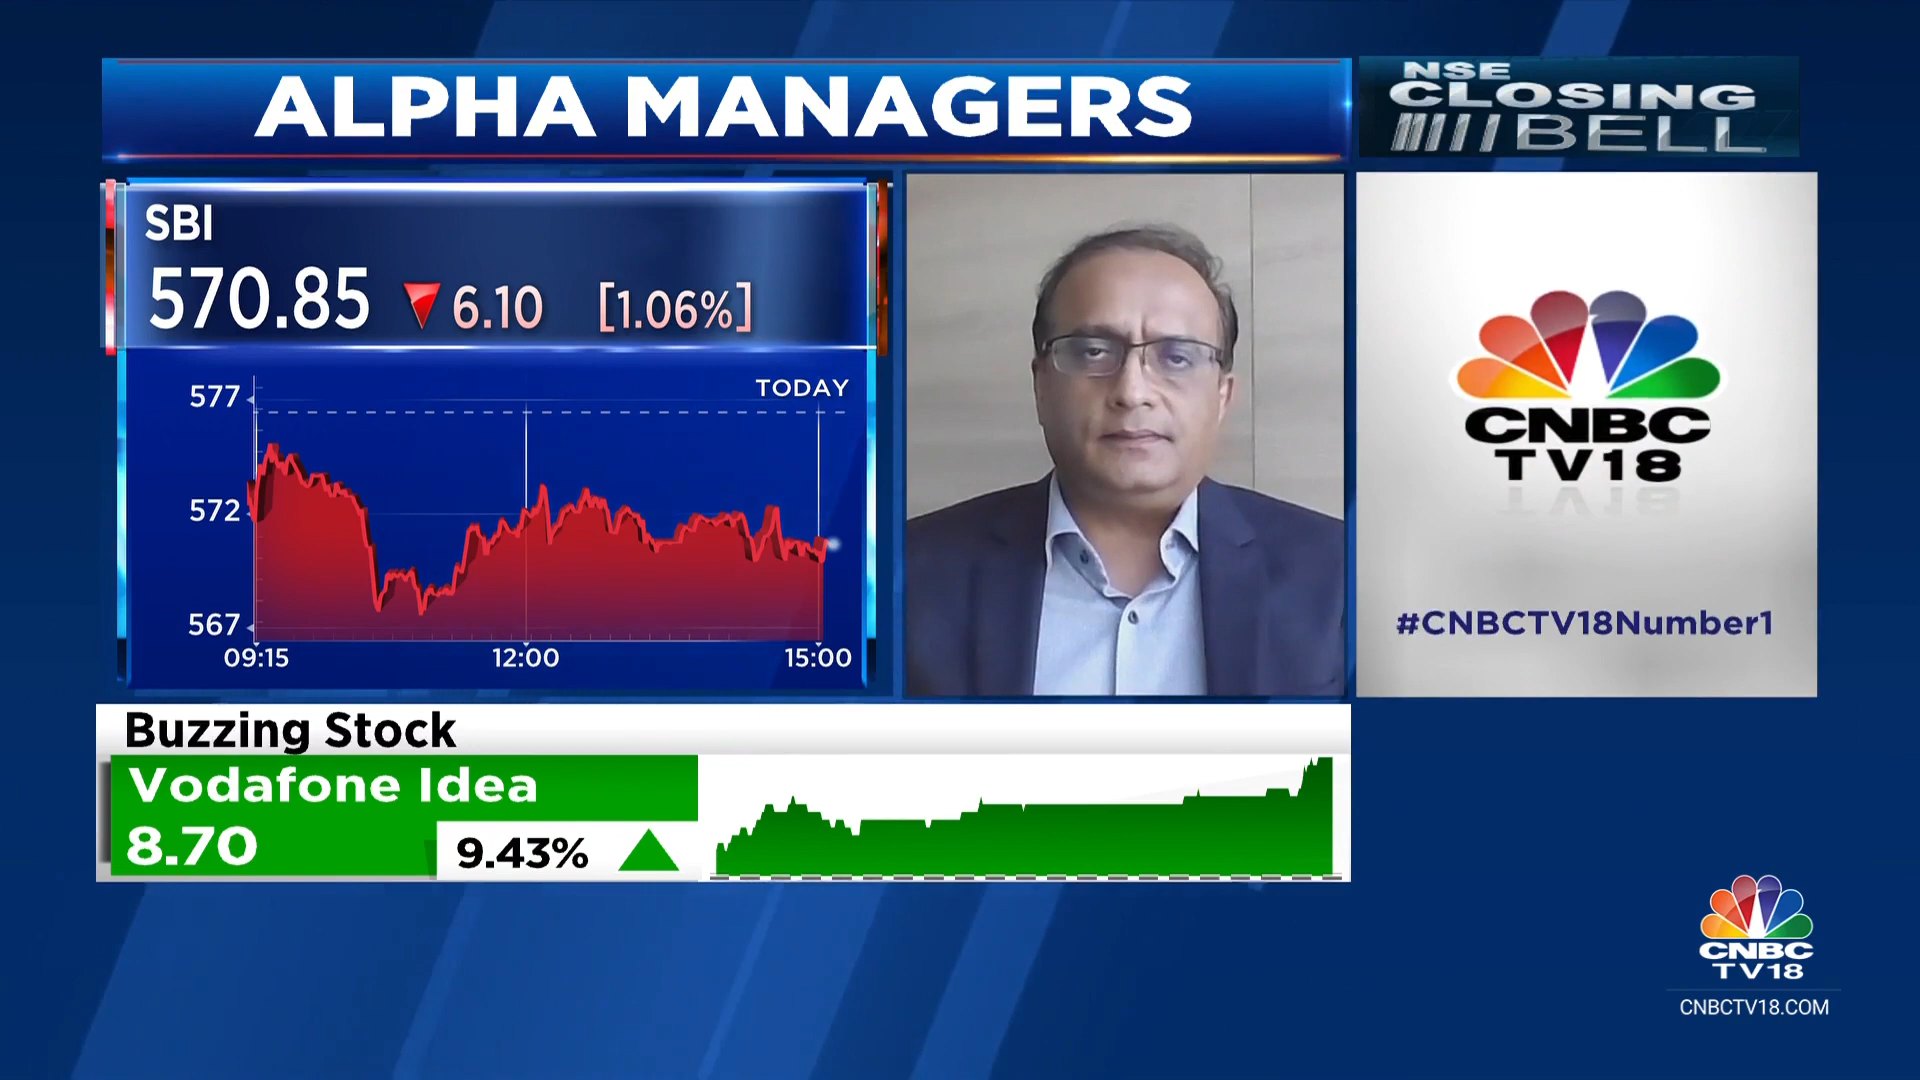 ALPHA MANAGERS
NSE
CLOSING
BELL
SBI
570.85 ▼ 6.10 [1.06%]
TODAY
577
572
567
09:15 12:00 15:00
CNBC
TV18
#CNBCTV18Number1
Buzzing Stock
Vodafone Idea
8.70 9.43% ▲
CNBC
TV18
CNBCTV18.COM